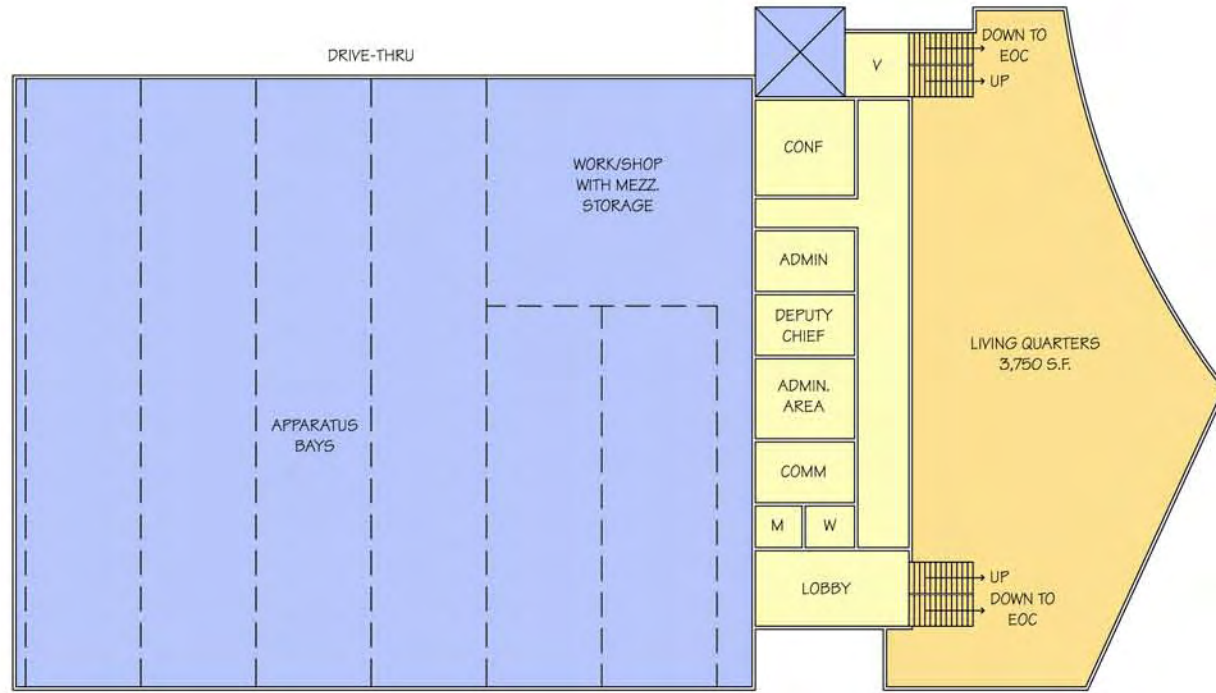 DRIVE-THRU
V
DOWN TO
EOC
UP
CONF
WORK/SHOP
WITH MEZZ.
STORAGE
ADMIN
DEPUTY
CHIEF
LIVING QUARTERS
3,750 S.F.
ADMIN.
AREA
APPARATUS
BAYS
COMM
M
W
LOBBY
UP
DOWN TO
EOC